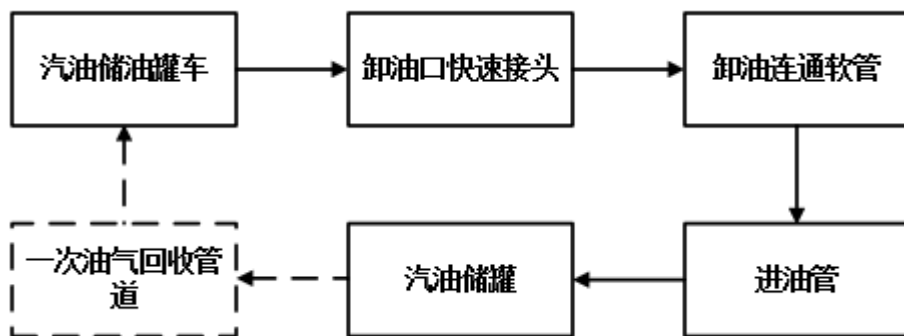 汽油储油罐车
卸油口快速接头
卸油连通软管
一次油气回收管
道
汽油储罐
进油管